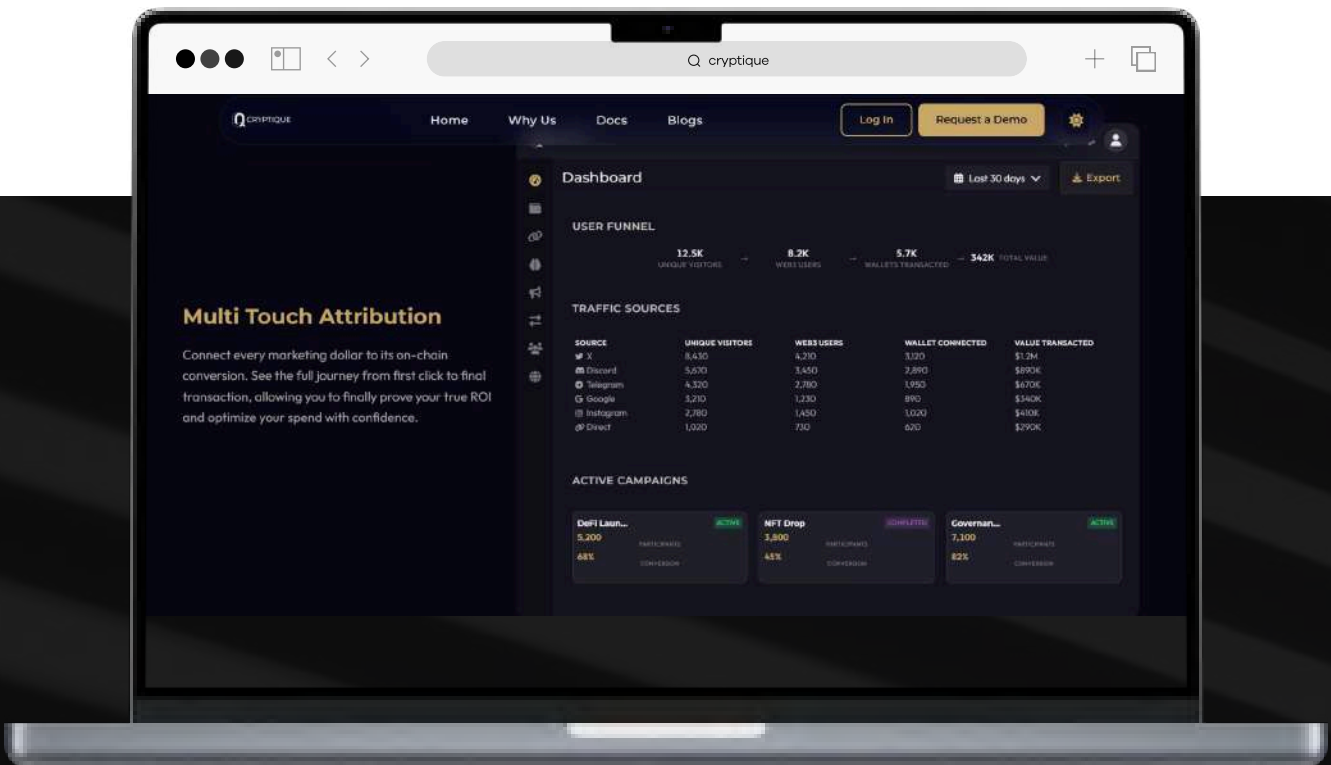 cryptique
CRYPTIQUE
Home Why Us Docs Blogs Log In Request a Demo
Dashboard Last 30 days Export
USER FUNNEL
12.5K → 8.2K → 5.7K → 342K TOTAL VALUE
UNIQUE VISITORS WEB3 USERS WALLETS TRANSACTED
Multi Touch Attribution
Connect every marketing dollar to its on-chain
conversion. See the full journey from first click to final
transaction, allowing you to finally prove your true ROI
and optimize your spend with confidence.
TRAFFIC SOURCES
SOURCE UNIQUE VISITORS WEB3 USERS WALLET CONNECTED VALUE TRANSACTED
X 8,430 4,210 3,120 $1.2M
Discord 5,670 3,450 2,890 $890K
Telegram 4,320 2,780 1,950 $670K
Google 3,210 1,230 890 $340K
Instagram 2,780 1,450 1,020 $410K
Direct 1,020 730 620 $290K
ACTIVE CAMPAIGNS
DeFi Laun... ACTIVE NFT Drop COMPLETED Governan... ACTIVE
5,200 PARTICIPANTS 3,800 PARTICIPANTS 7,100 PARTICIPANTS
68% CONVERSION 45% CONVERSION 82% CONVERSION